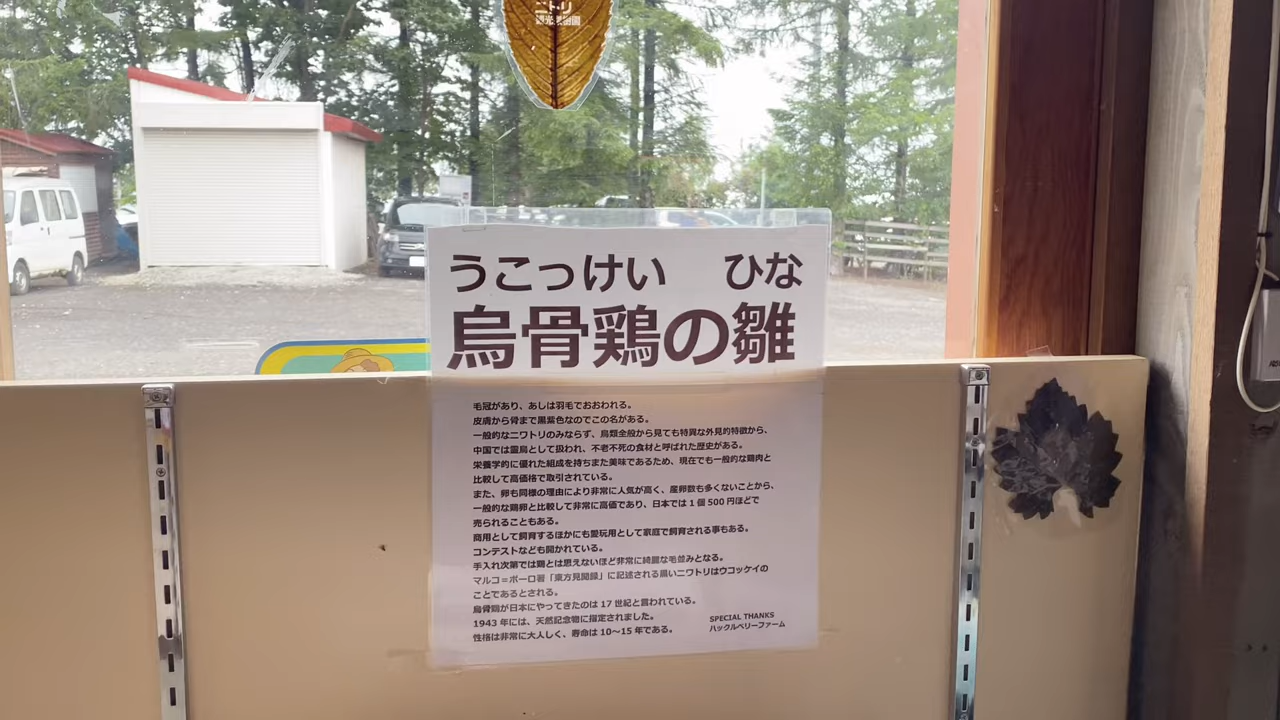 ニトリ
観光果樹園
うこっけい ひな
烏骨鶏の雛
毛冠があり、あしは羽毛でおおわれる。
皮膚から骨まで黒紫色なのでこの名がある。
一般的なニワトリのみならず、鳥類全般から見ても特異な外見的特徴から、
中国では霊鳥として扱われ、不老不死の食材と呼ばれた歴史がある。
栄養学的に優れた組成を持ちまた美味であるため、現在でも一般的な鶏肉と
比較して高価格で取引されている。
また、卵も同様の理由により非常に人気が高く、産卵数も多くないことから、
一般的な鶏卵と比較して非常に高価であり、日本では1個500円ほどで
売られることもある。
商用として飼育するほかにも愛玩用として家庭で飼育される事もある。
コンテストなども開かれている。
手入れ次第では鶏とは思えないほど非常に綺麗な毛並みとなる。
マルコ=ポーロ著「東方見聞録」に記述される黒いニワトリはウコッケイの
ことであるとされる。
烏骨鶏が日本にやってきたのは17世紀と言われている。
1943年には、天然記念物に指定されました。
性格は非常に大人しく、寿命は10～15年である。
SPECIAL THANKS
ハックルベリーファーム